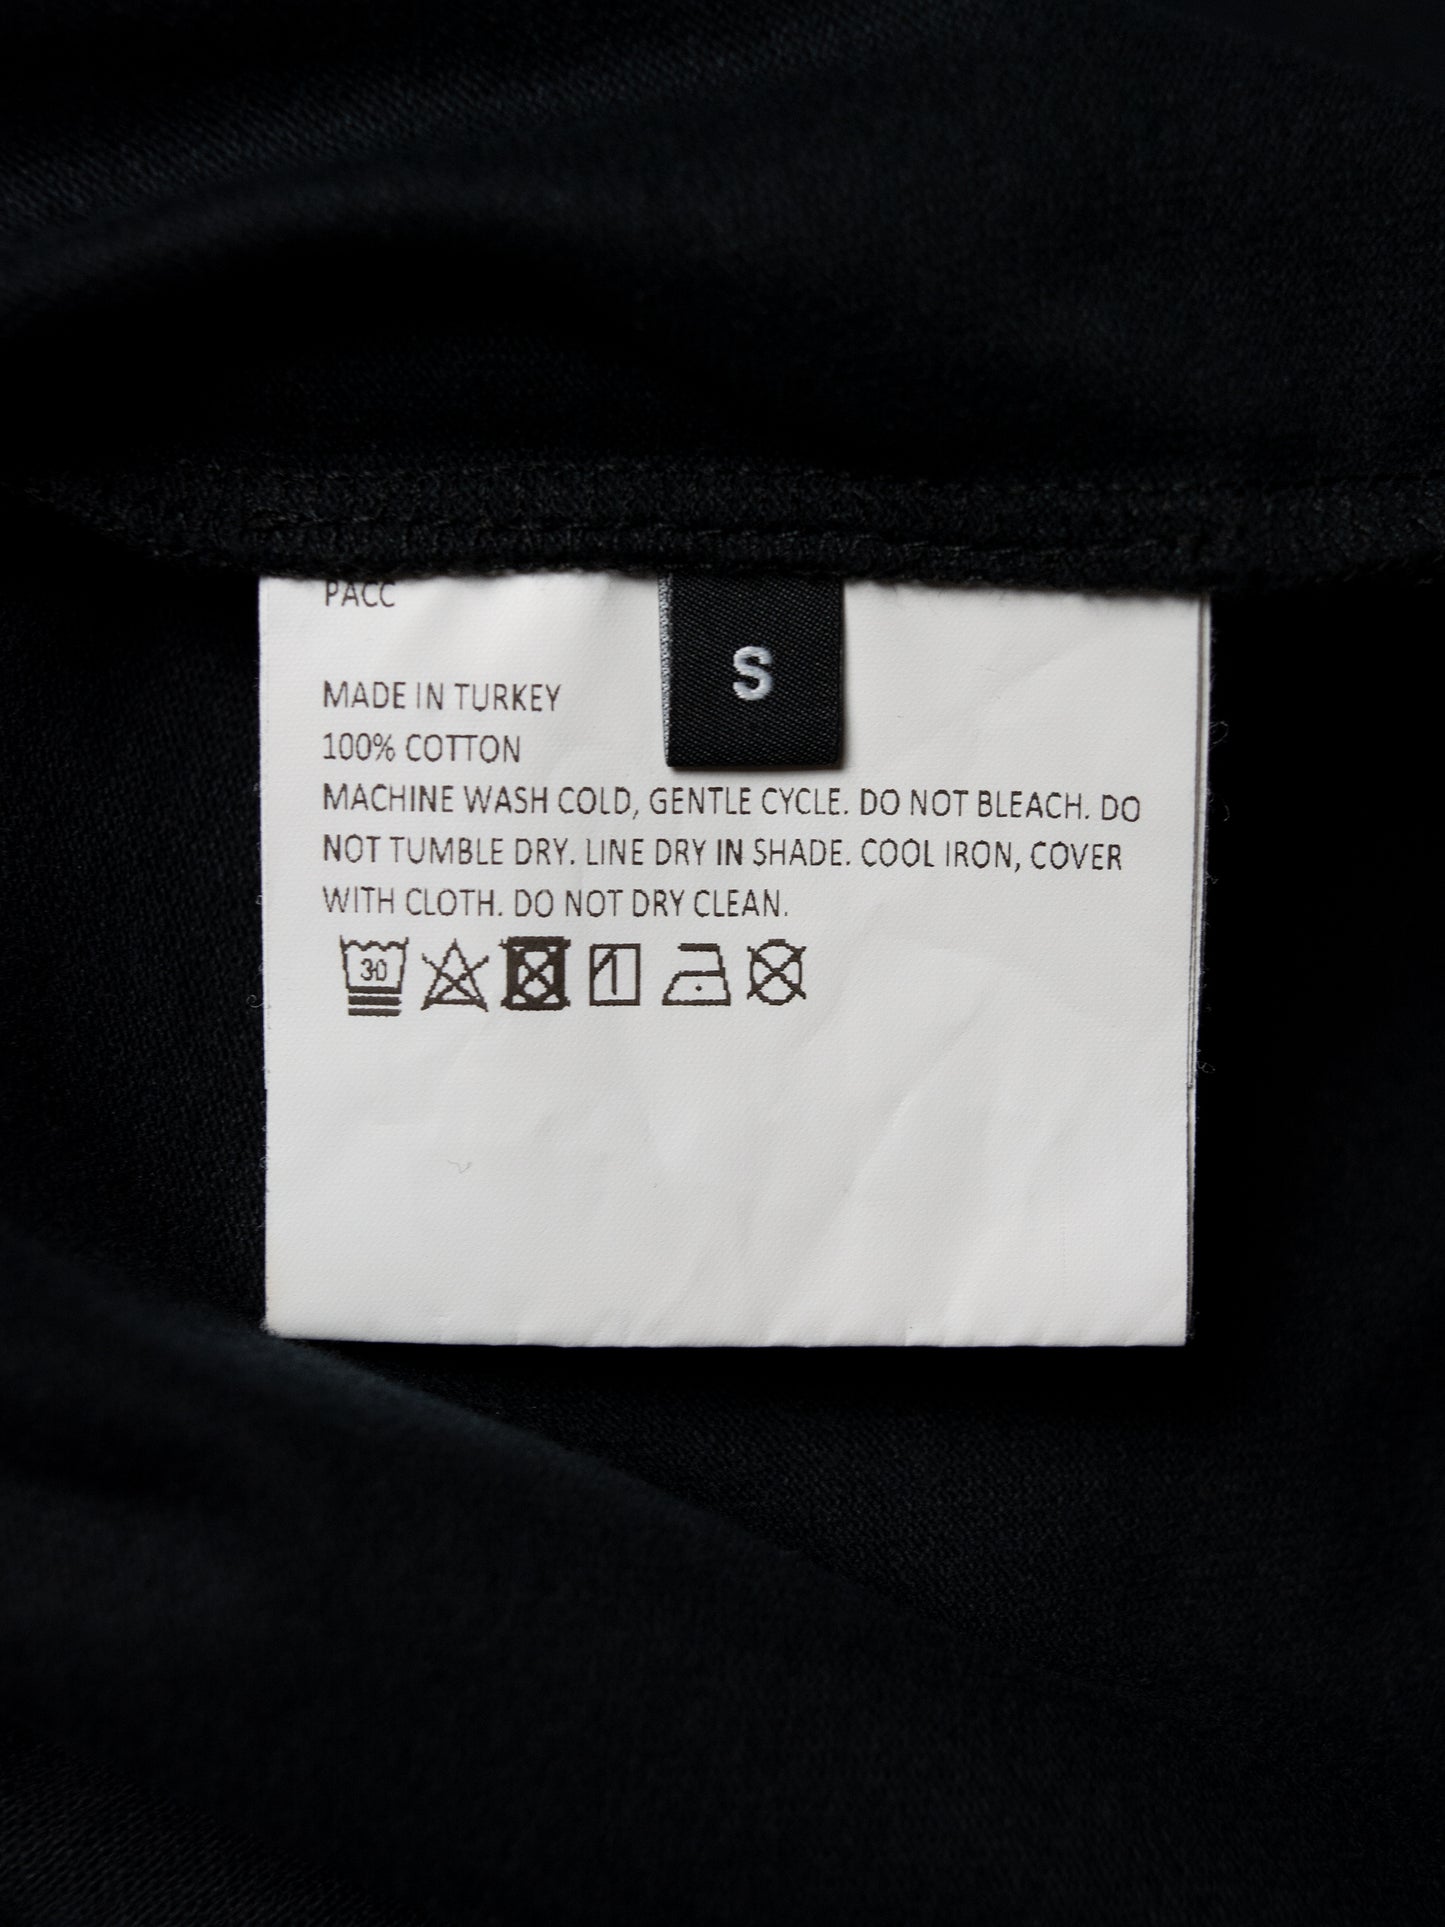 PACC
S
MADE IN TURKEY
100% COTTON
MACHINE WASH COLD, GENTLE CYCLE. DO NOT BLEACH. DO
NOT TUMBLE DRY. LINE DRY IN SHADE. COOL IRON, COVER
WITH CLOTH. DO NOT DRY CLEAN.
30